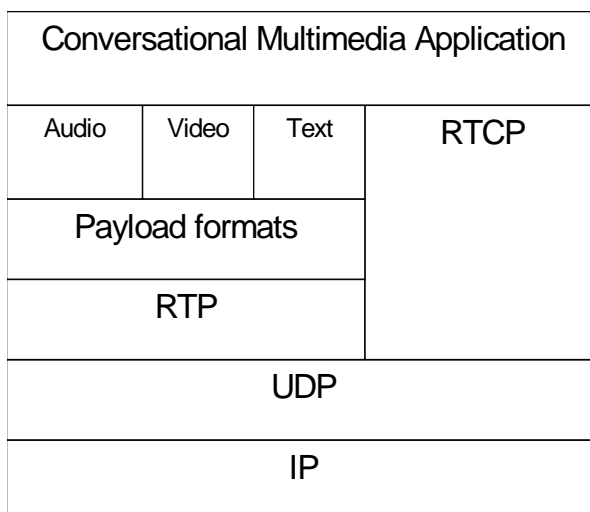 Conversational Multimedia Application
Audio
Video
Text
RTCP
Payload formats
RTP
UDP
IP